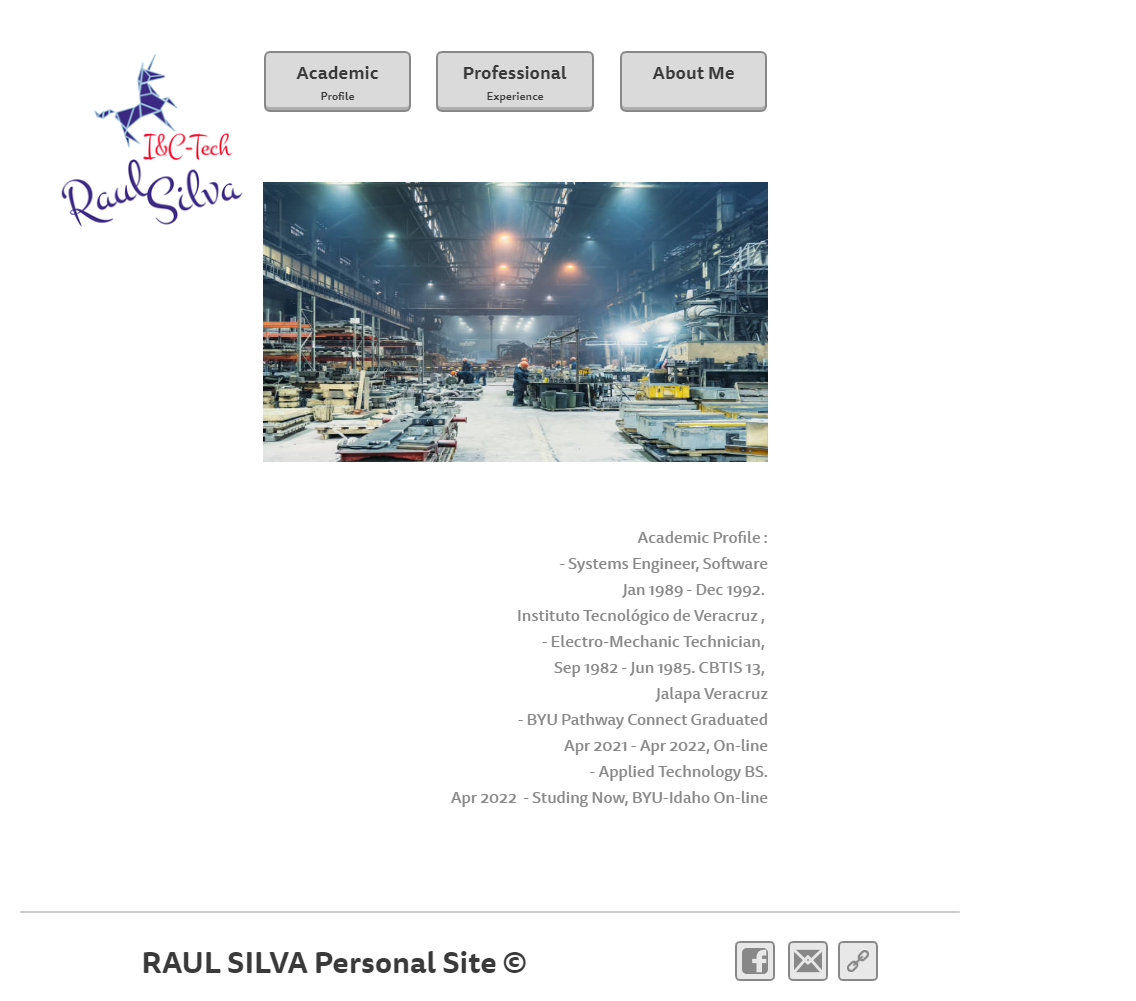 I&C-Tech
Raul Silva
Academic
Profile
Professional
Experience
About Me
Academic Profile :
- Systems Engineer, Software
Jan 1989 - Dec 1992.
Instituto Tecnológico de Veracruz ,
- Electro-Mechanic Technician,
Sep 1982 - Jun 1985. CBTIS 13,
Jalapa Veracruz
- BYU Pathway Connect Graduated
Apr 2021 - Apr 2022, On-line
- Applied Technology BS.
Apr 2022  - Studing Now, BYU-Idaho On-line
RAUL SILVA Personal Site ©